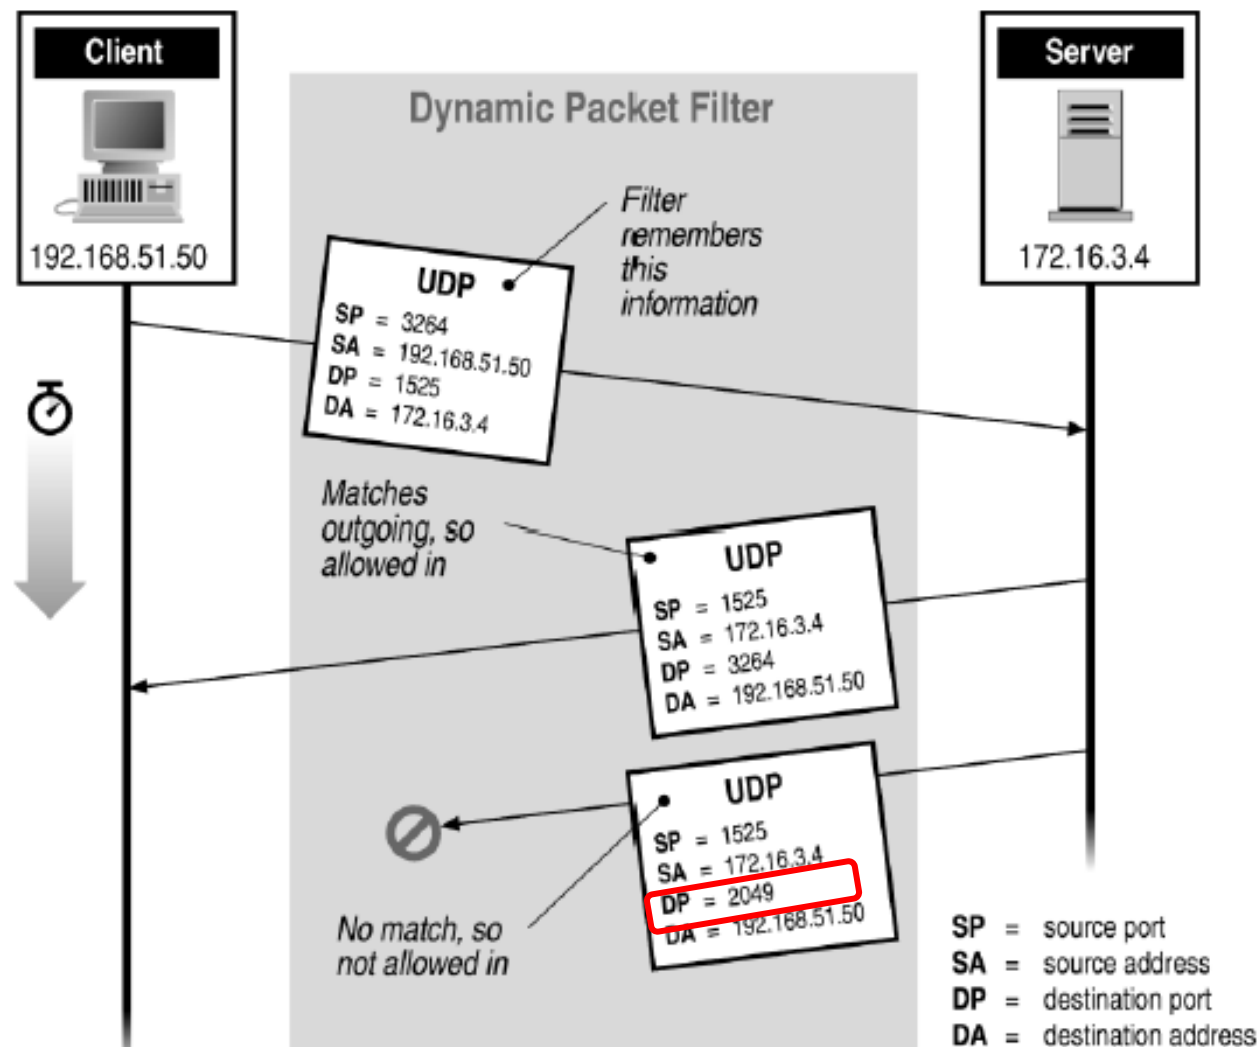 Client
192.168.51.50
Server
172.16.3.4
Dynamic Packet Filter
Filter
remembers
this
information
UDP
SP = 3264
SA = 192.168.51.50
DP = 1525
DA = 172.16.3.4
Matches
outgoing, so
allowed in
UDP
SP = 1525
SA = 172.16.3.4
DP = 3264
DA = 192.168.51.50
UDP
SP = 1525
SA = 172.16.3.4
DP = 2049
DA = 192.168.51.50
No match, so
not allowed in
SP = source port
SA = source address
DP = destination port
DA = destination address